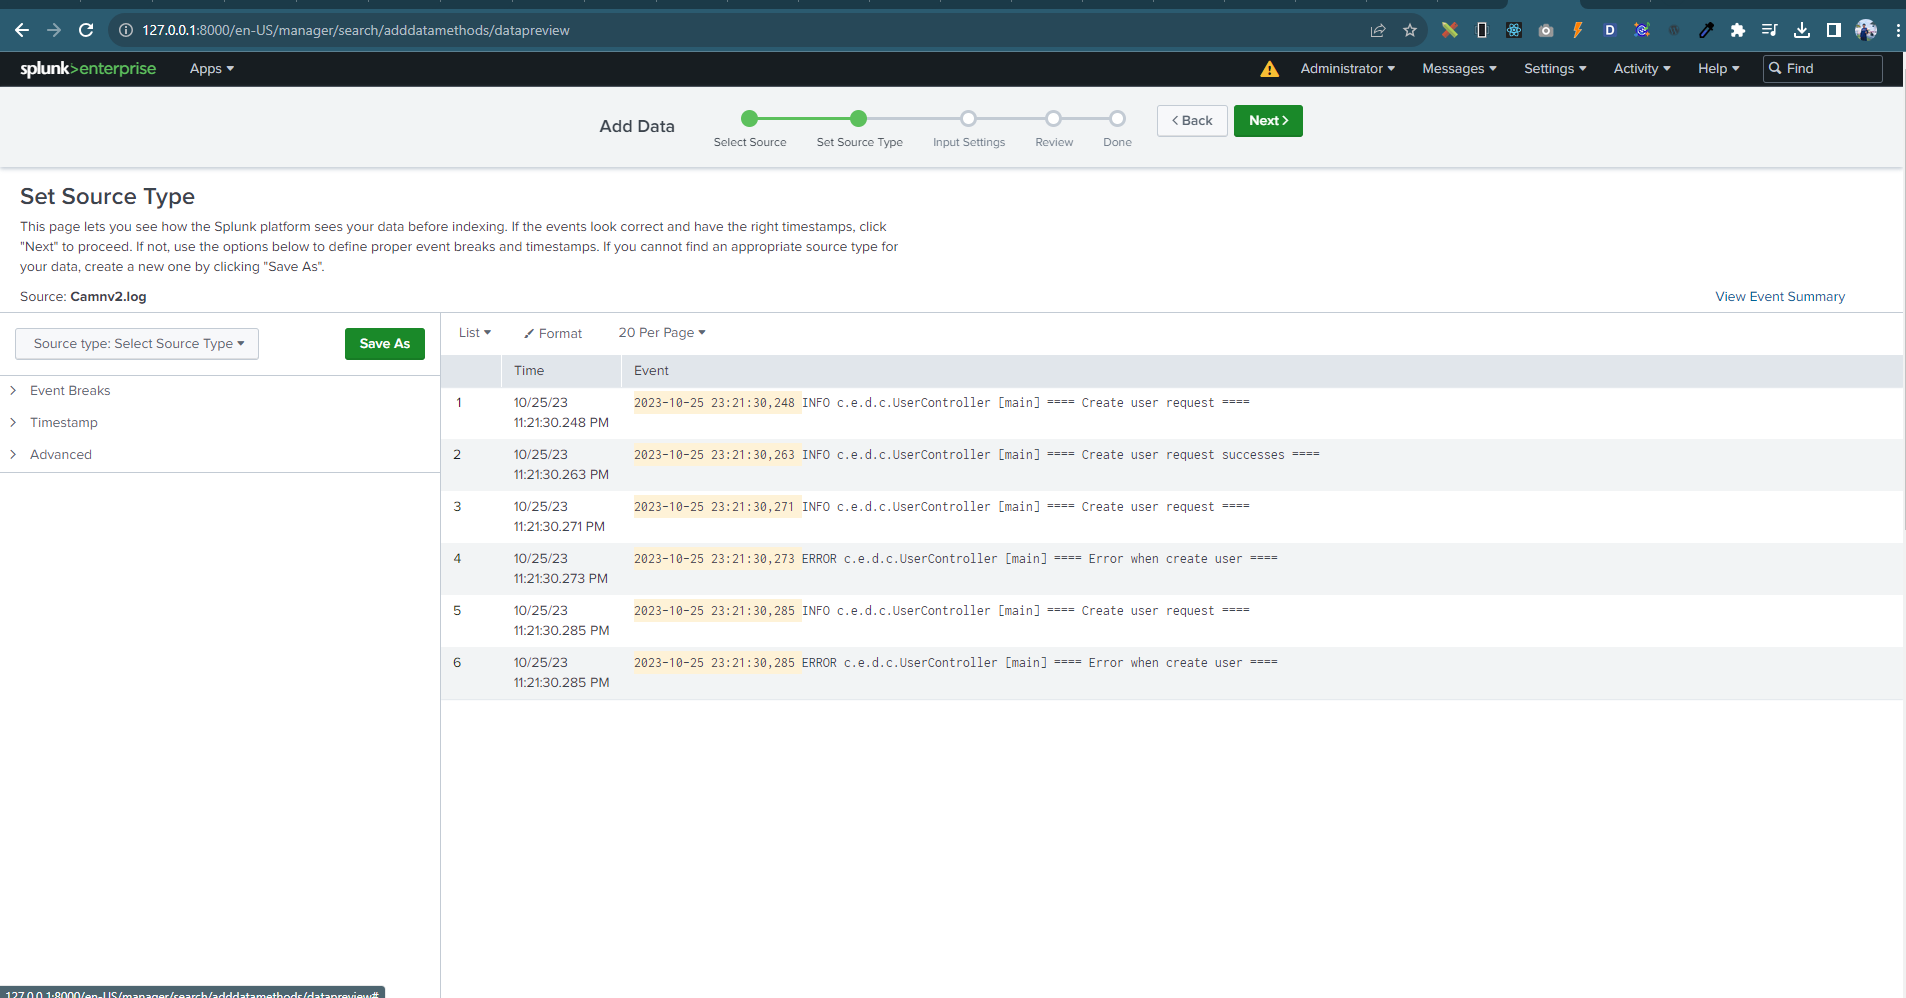 127.0.0.1:8000/en-US/manager/search/adddatamethods/datapreview
splunk>enterprise Apps Administrator Messages Settings Activity Help Find
Add Data Select Source Set Source Type Input Settings Review Done < Back Next >
Set Source Type
This page lets you see how the Splunk platform sees your data before indexing. If the events look correct and have the right timestamps, click
"Next" to proceed. If not, use the options below to define proper event breaks and timestamps. If you cannot find an appropriate source type for
your data, create a new one by clicking "Save As".
Source: Camnv2.log View Event Summary
Source type: Select Source Type Save As
Event Breaks
Timestamp
Advanced
List Format 20 Per Page
Time Event
1 10/25/23 2023-10-25 23:21:30,248 INFO c.e.d.c.UserController [main] ==== Create user request ====
11:21:30.248 PM
2 10/25/23 2023-10-25 23:21:30,263 INFO c.e.d.c.UserController [main] ==== Create user request successes ====
11:21:30.263 PM
3 10/25/23 2023-10-25 23:21:30,271 INFO c.e.d.c.UserController [main] ==== Create user request ====
11:21:30.271 PM
4 10/25/23 2023-10-25 23:21:30,273 ERROR c.e.d.c.UserController [main] ==== Error when create user ====
11:21:30.273 PM
5 10/25/23 2023-10-25 23:21:30,285 INFO c.e.d.c.UserController [main] ==== Create user request ====
11:21:30.285 PM
6 10/25/23 2023-10-25 23:21:30,285 ERROR c.e.d.c.UserController [main] ==== Error when create user ====
11:21:30.285 PM
127.0.0.1:8000/en-US/manager/search/adddatamethods/datapreview#